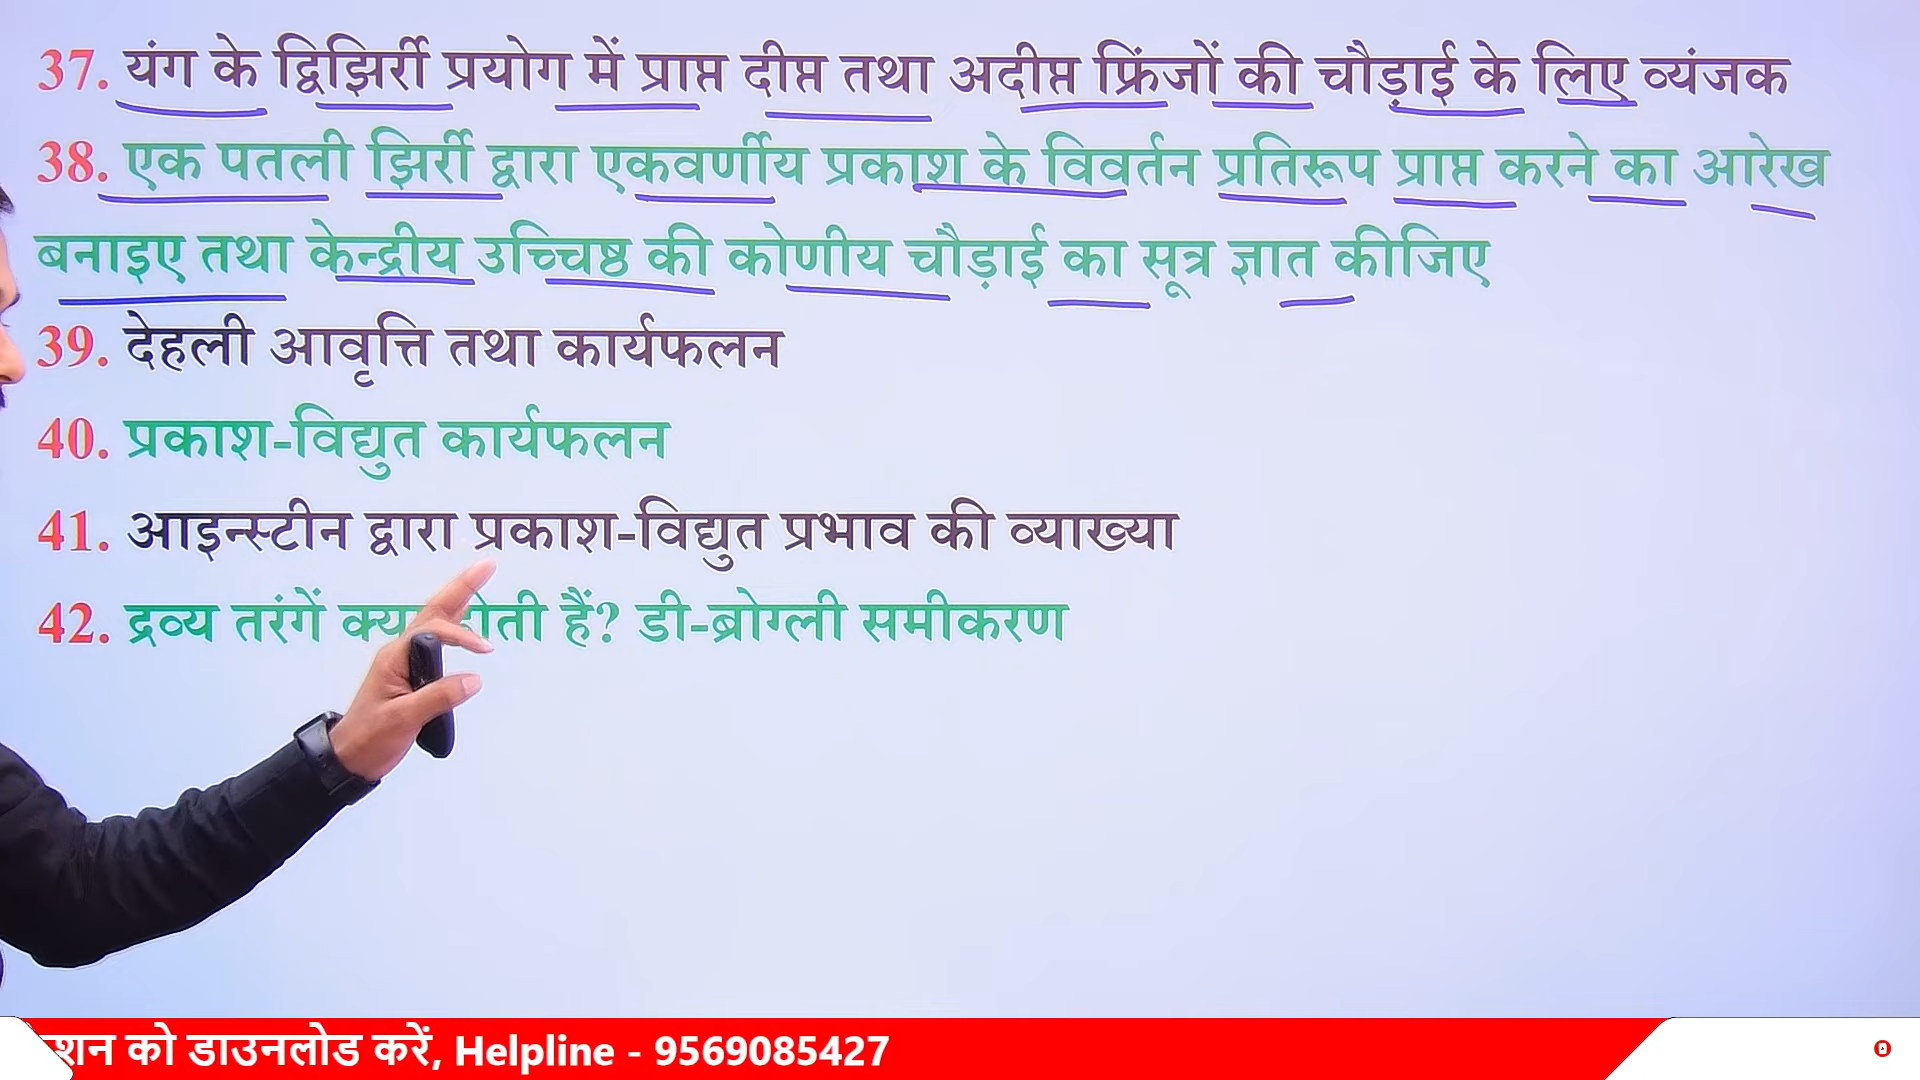 37. यंग के द्विझिर्री प्रयोग में प्राप्त दीप्त तथा अदीप्त फ्रिंजों की चौड़ाई के लिए व्यंजक
38. एक पतली झिर्री द्वारा एकवर्णीय प्रकाश के विवर्तन प्रतिरूप प्राप्त करने का आरेख
बनाइए तथा केन्द्रीय उच्चिष्ठ की कोणीय चौड़ाई का सूत्र ज्ञात कीजिए
39. देहली आवृत्ति तथा कार्यफलन
40. प्रकाश-विद्युत कार्यफलन
41. आइन्स्टीन द्वारा प्रकाश-विद्युत प्रभाव की व्याख्या
42. द्रव्य तरंगें हैं? डी-ब्रोग्ली समीकरण
को डाउनलोड करें, Helpline - 9569085427